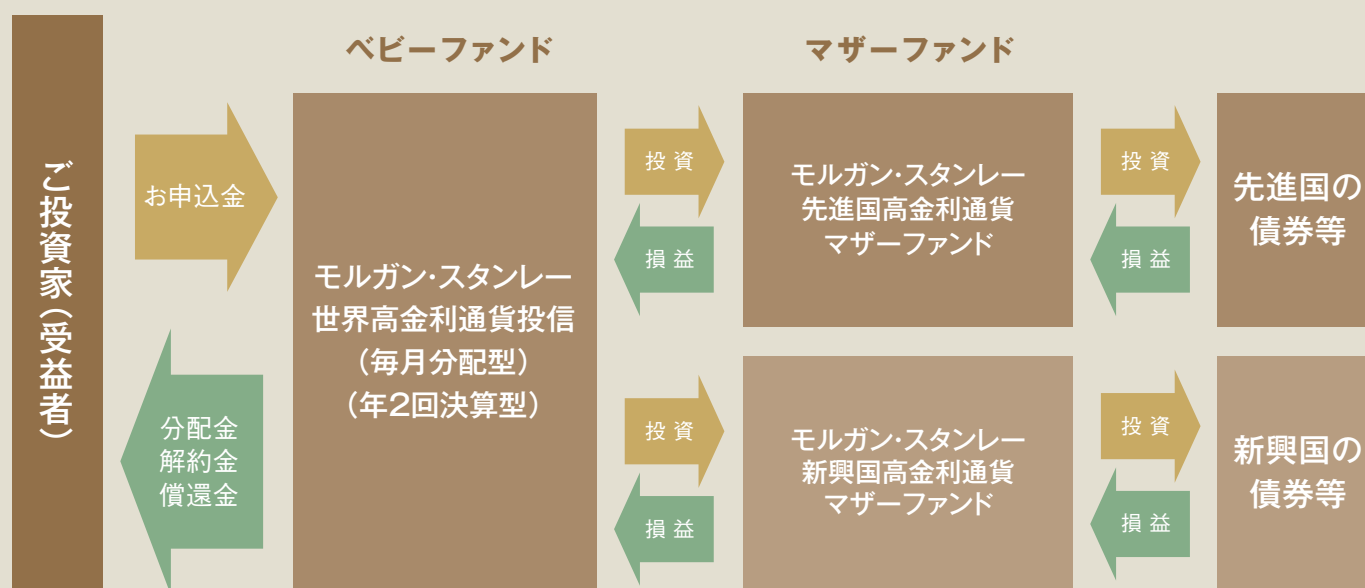 ベビーファンド
マザーファンド
ご投資家(受益者)
お申込金
分配金
解約金
償還金
モルガン・スタンレー
世界高金利通貨投信
(毎月分配型)
(年2回決算型)
投資
損益
モルガン・スタンレー
先進国高金利通貨
マザーファンド
投資
損益
先進国の
債券等
投資
損益
モルガン・スタンレー
新興国高金利通貨
マザーファンド
投資
損益
新興国の
債券等